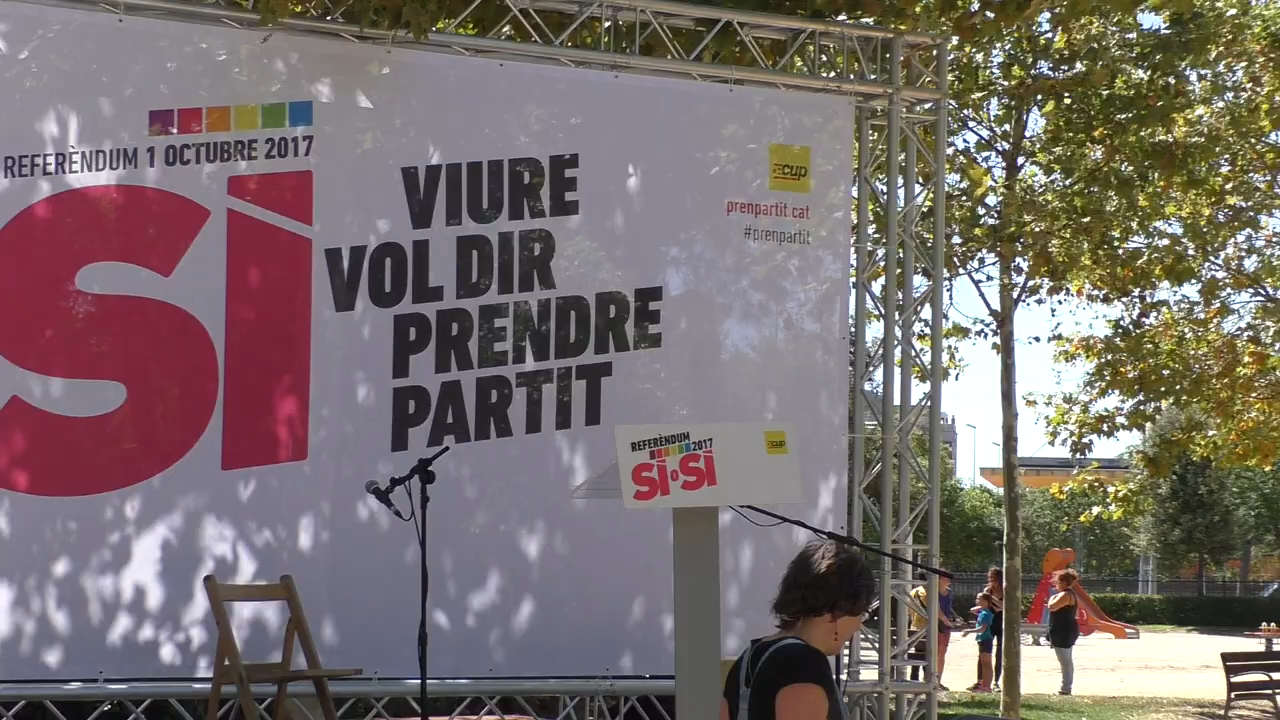 REFERÈNDUM 1 OCTUBRE 2017
SÍ
VIURE
VOL DIR
PRENDRE
PARTIT
cup
prenpartit.cat
#prenpartit
REFERÈNDUM
2017
SÍ o SÍ
cup